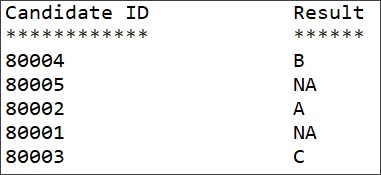 Candidate ID Result
************ ******
80004 B
80005 NA
80002 A
80001 NA
80003 C